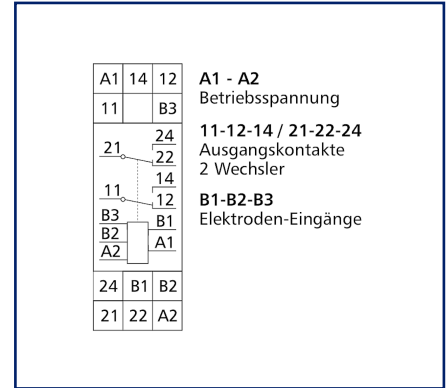 A1 14 12
11 B3
21 24
22
11 14
12
B3 B1
B2 A1
A2
24 B1 B2
21 22 A2
A1 - A2
Betriebsspannung
11-12-14 / 21-22-24
Ausgangskontakte
2 Wechsler
B1-B2-B3
Elektroden-Eingänge